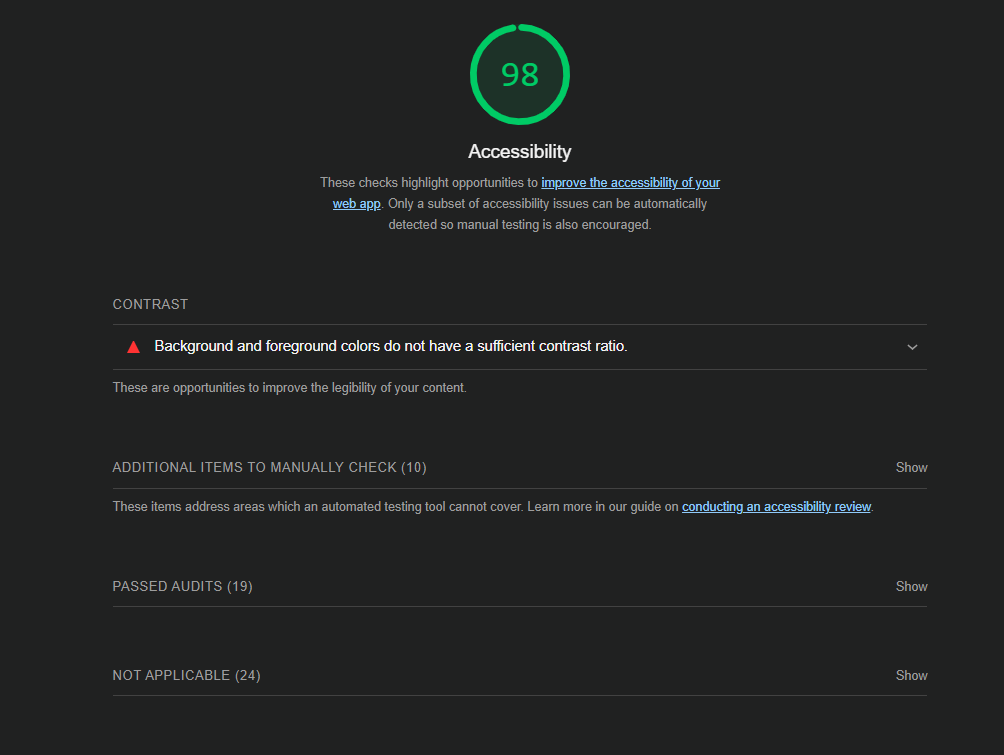 98
Accessibility
These checks highlight opportunities to improve the accessibility of your
web app. Only a subset of accessibility issues can be automatically
detected so manual testing is also encouraged.
CONTRAST
Background and foreground colors do not have a sufficient contrast ratio.
These are opportunities to improve the legibility of your content.
ADDITIONAL ITEMS TO MANUALLY CHECK (10) Show
These items address areas which an automated testing tool cannot cover. Learn more in our guide on conducting an accessibility review.
PASSED AUDITS (19) Show
NOT APPLICABLE (24) Show